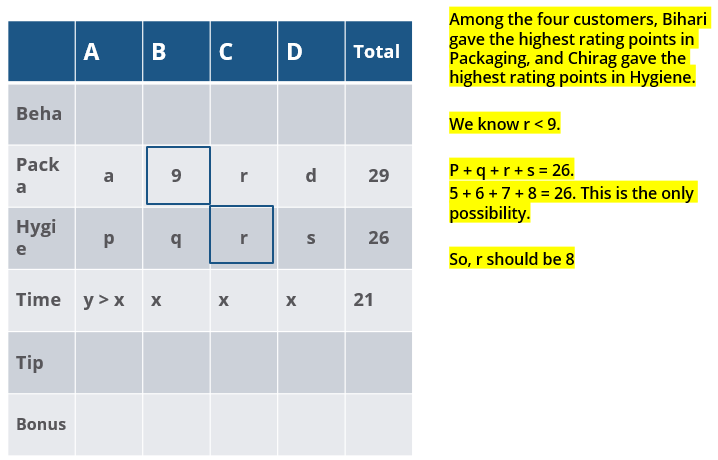 A B C D Total
Beha
Pack
a a 9 r d 29
Hygi
e p q r s 26
Time y > x x x x 21
Tip
Bonus
Among the four customers, Bihari
gave the highest rating points in
Packaging, and Chirag gave the
highest rating points in Hygiene.
We know r < 9.
P + q + r + s = 26.
5 + 6 + 7 + 8 = 26. This is the only
possibility.
So, r should be 8